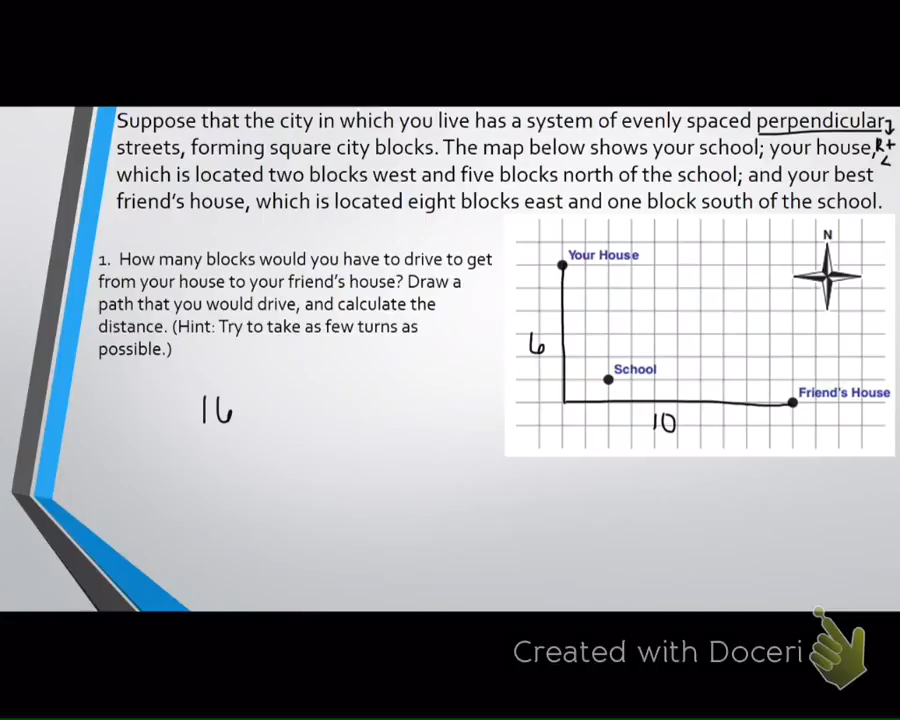 Suppose that the city in which you live has a system of evenly spaced perpendicular
streets, forming square city blocks. The map below shows your school; your house,
which is located two blocks west and five blocks north of the school; and your best
friend's house, which is located eight blocks east and one block south of the school.
1. How many blocks would you have to drive to get
from your house to your friend's house? Draw a
path that you would drive, and calculate the
distance. (Hint: Try to take as few turns as
possible.)
16
N
Your House
6
School
Friend's House
10
Created with Doceri